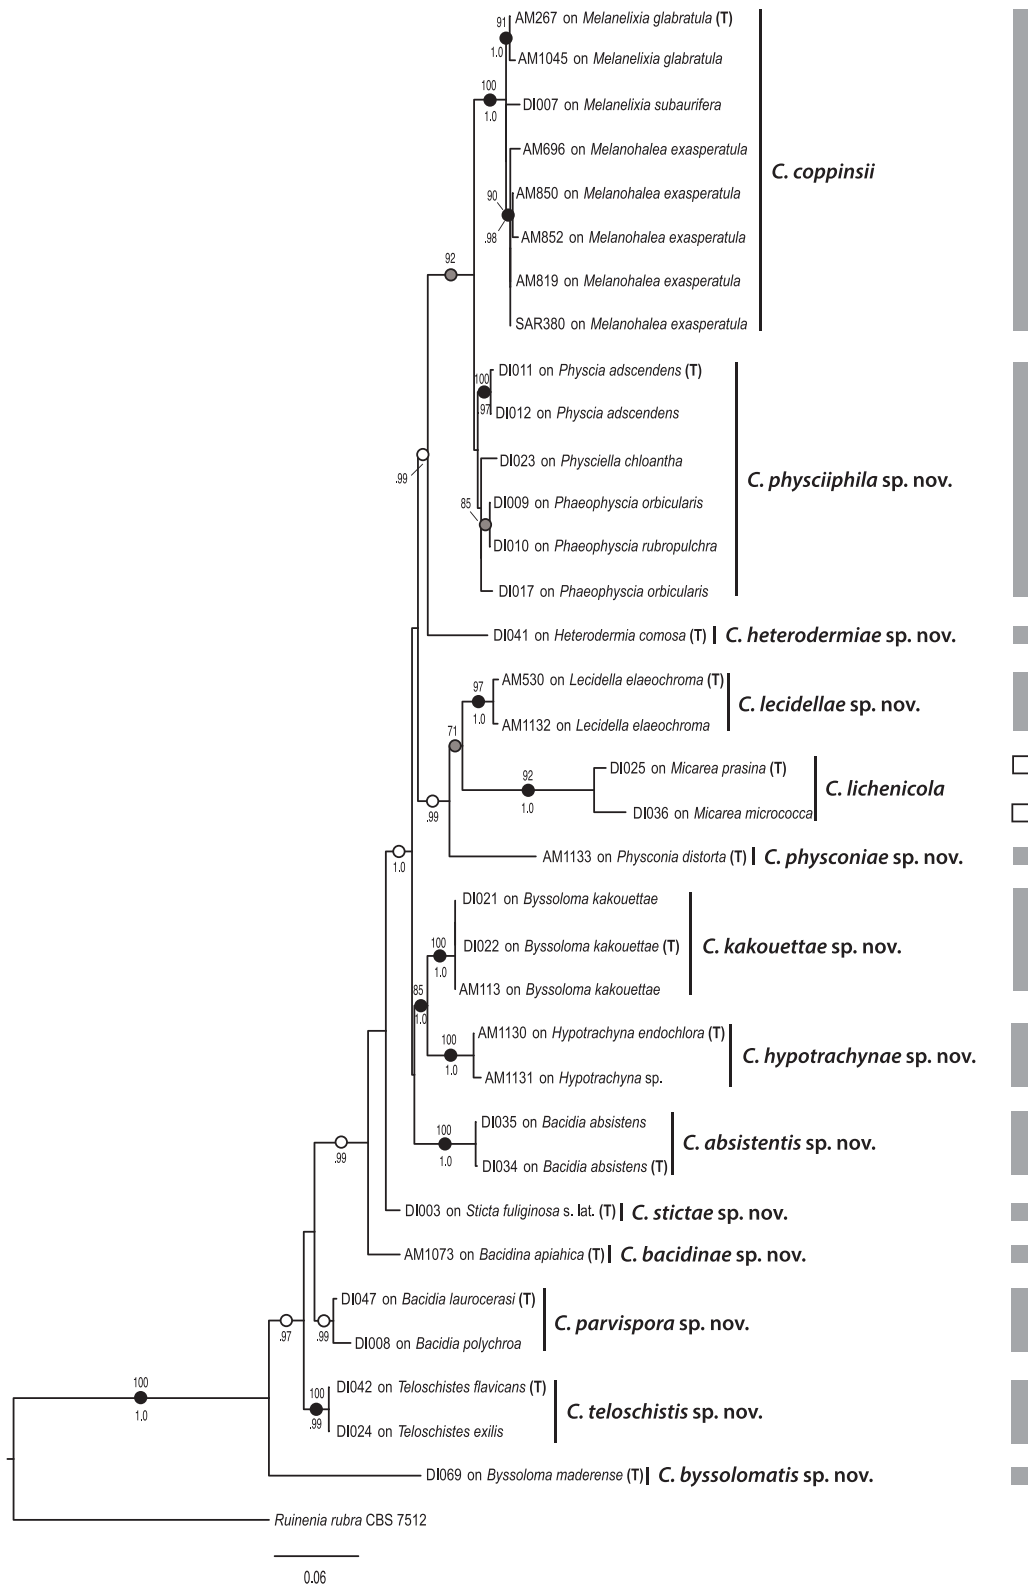 91
AM267 on Melanelixia glabratula (T)
1.0
AM1045 on Melanelixia glabratula
100
1.0
DI007 on Melanelixia subaurifera
AM696 on Melanohalea exasperatula
C. coppinsii
90
AM850 on Melanohalea exasperatula
.98
AM852 on Melanohalea exasperatula
92
AM819 on Melanohalea exasperatula
SAR380 on Melanohalea exasperatula
100
DI011 on Physcia adscendens (T)
.97
DI012 on Physcia adscendens
DI023 on Physciella chloantha
.99
C. physciiphila sp. nov.
85
DI009 on Phaeophyscia orbicularis
DI010 on Phaeophyscia rubropulchra
DI017 on Phaeophyscia orbicularis
DI041 on Heterodermia comosa (T)
C. heterodermiae sp. nov.
97
AM530 on Lecidella elaeochroma (T)
1.0
C. lecidellae sp. nov.
AM1132 on Lecidella elaeochroma
71
92
DI025 on Micarea prasina (T)
1.0
C. lichenicola
DI036 on Micarea micrococca
.99
AM1133 on Physconia distorta (T)
C. physconiae sp. nov.
1.0
DI021 on Byssoloma kakouettae
100
DI022 on Byssoloma kakouettae (T)
C. kakouettae sp. nov.
1.0
AM113 on Byssoloma kakouettae
85
1.0
AM1130 on Hypotrachyna endochlora (T)
100
1.0
C. hypotrachynae sp. nov.
AM1131 on Hypotrachyna sp.
DI035 on Bacidia absistens
100
1.0
C. absistentis sp. nov.
DI034 on Bacidia absistens (T)
.99
DI003 on Sticta fuliginosa s. lat. (T)
C. stictae sp. nov.
AM1073 on Bacidina apiahica (T)
C. bacidinae sp. nov.
DI047 on Bacidia laurocerasi (T)
C. parvispora sp. nov.
.97
.99
DI008 on Bacidia polychroa
100
1.0
100
DI042 on Teloschistes flavicans (T)
.99
C. teloschistis sp. nov.
DI024 on Teloschistes exilis
DI069 on Byssoloma maderense (T)
C. byssolomatis sp. nov.
Ruinenia rubra CBS 7512
0.06